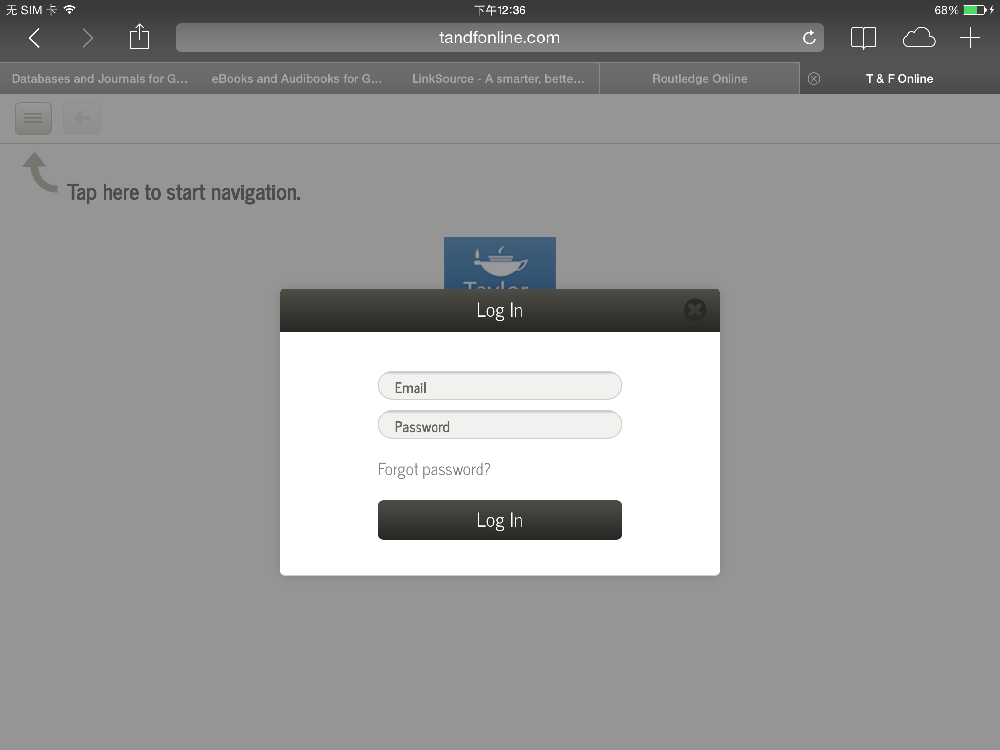 无 SIM 卡
下午12:36
68%
tandfonline.com
Databases and Journals for G...
eBooks and Audibooks for G...
LinkSource - A smarter, bette...
Routledge Online
T & F Online
Tap here to start navigation.
Taylor
Log In
Email
Password
Forgot password?
Log In